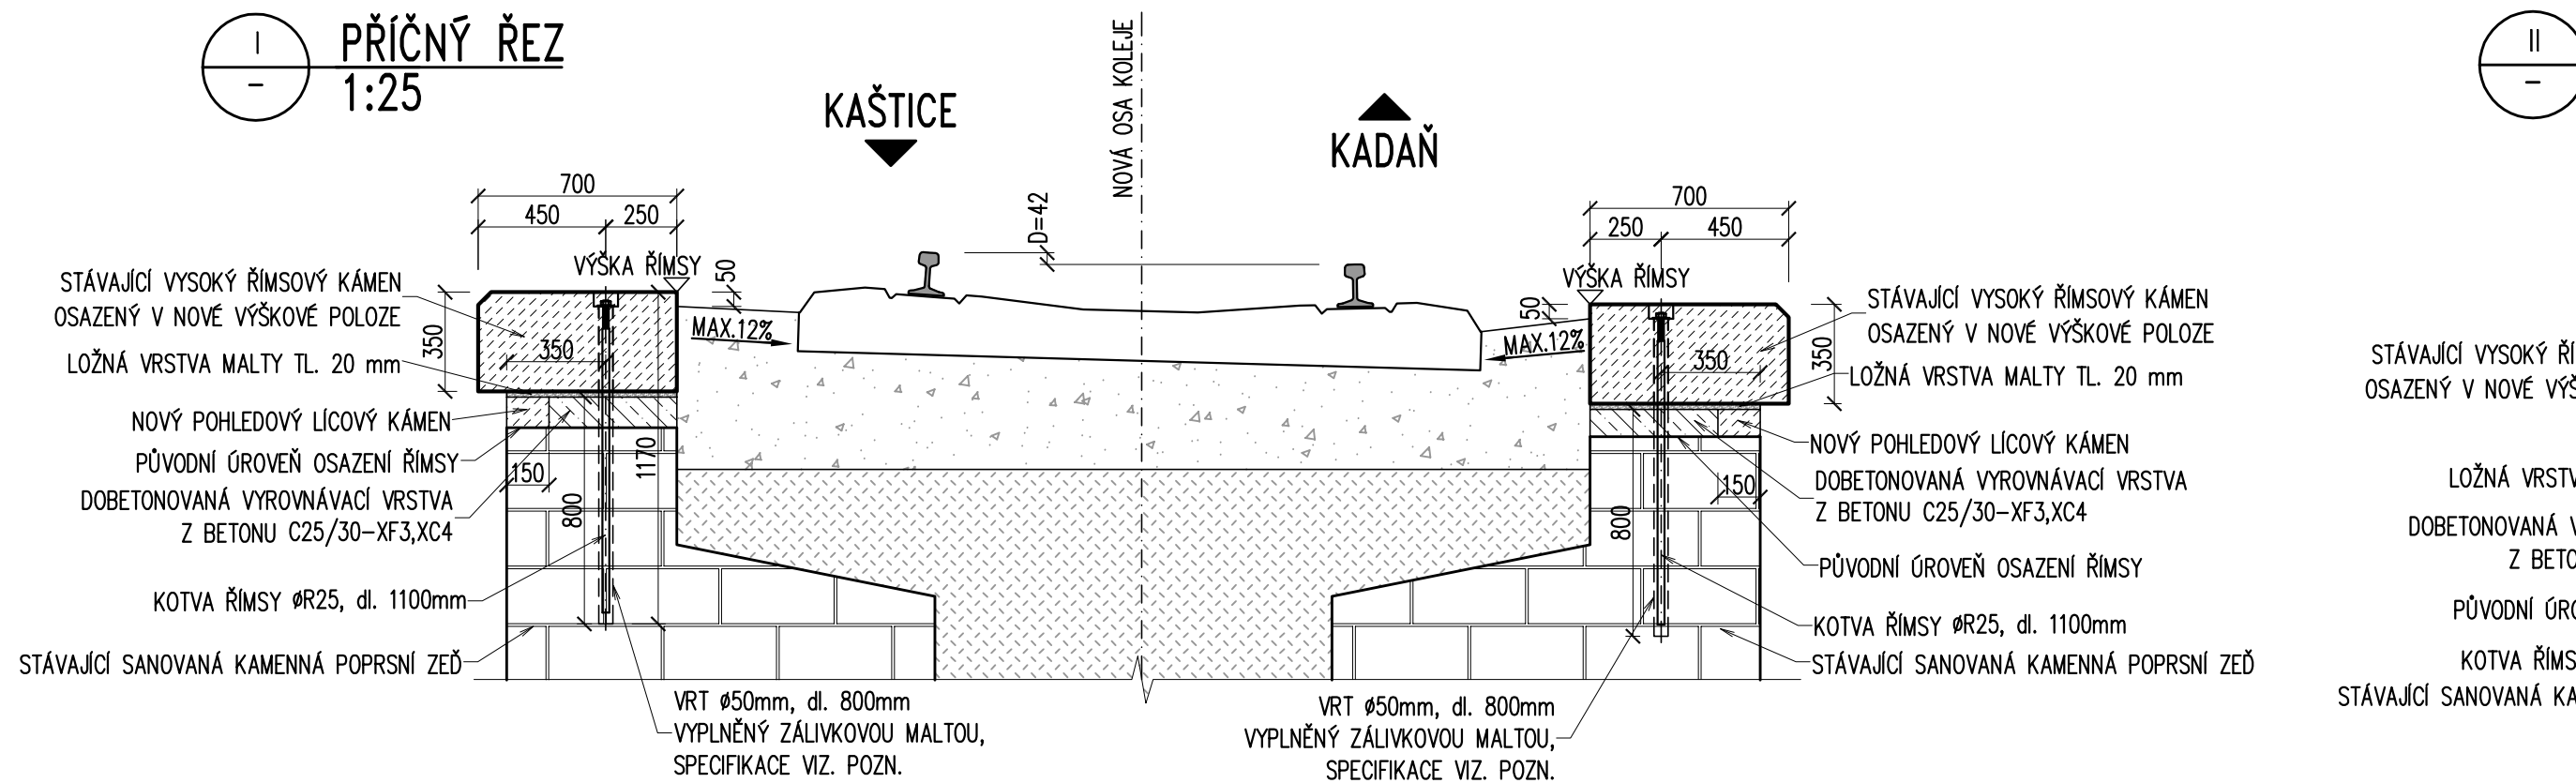 I
–
PŘÍČNÝ ŘEZ
1:25
KAŠTICE
NOVÁ OSA KOLEJE
KADAŇ
II
–
700
450
250
VÝŠKA ŘÍMSY
50
D=42
700
250
450
VÝŠKA ŘÍMSY
50
STÁVAJÍCÍ VYSOKÝ ŘÍMSOVÝ KÁMEN
OSAZENÝ V NOVÉ VÝŠKOVÉ POLOZE
LOŽNÁ VRSTVA MALTY TL. 20 mm
NOVÝ POHLEDOVÝ LÍCOVÝ KÁMEN
PŮVODNÍ ÚROVEŇ OSAZENÍ ŘÍMSY
DOBETONOVANÁ VYROVNÁVACÍ VRSTVA
Z BETONU C25/30-XF3,XC4
KOTVA ŘÍMSY øR25, dl. 1100mm
STÁVAJÍCÍ SANOVANÁ KAMENNÁ POPRSNÍ ZEĎ
350
350
MAX.12%
150
800
1170
VRT ø50mm, dl. 800mm
VYPLNĚNÝ ZÁLIVKOVOU MALTOU,
SPECIFIKACE VIZ. POZN.
MAX.12%
350
350
150
800
VRT ø50mm, dl. 800mm
VYPLNĚNÝ ZÁLIVKOVOU MALTOU,
SPECIFIKACE VIZ. POZN.
STÁVAJÍCÍ VYSOKÝ ŘÍMSOVÝ KÁMEN
OSAZENÝ V NOVÉ VÝŠKOVÉ POLOZE
LOŽNÁ VRSTVA MALTY TL. 20 mm
NOVÝ POHLEDOVÝ LÍCOVÝ KÁMEN
DOBETONOVANÁ VYROVNÁVACÍ VRSTVA
Z BETONU C25/30-XF3,XC4
PŮVODNÍ ÚROVEŇ OSAZENÍ ŘÍMSY
KOTVA ŘÍMSY øR25, dl. 1100mm
STÁVAJÍCÍ SANOVANÁ KAMENNÁ POPRSNÍ ZEĎ
STÁVAJÍCÍ VYSOKÝ
OSAZENÝ V NOVÉ
LOŽNÁ
DOBETONOVANÁ
Z
PŮVODNÍ
KOTVA
STÁVAJÍCÍ SANOVANÁ